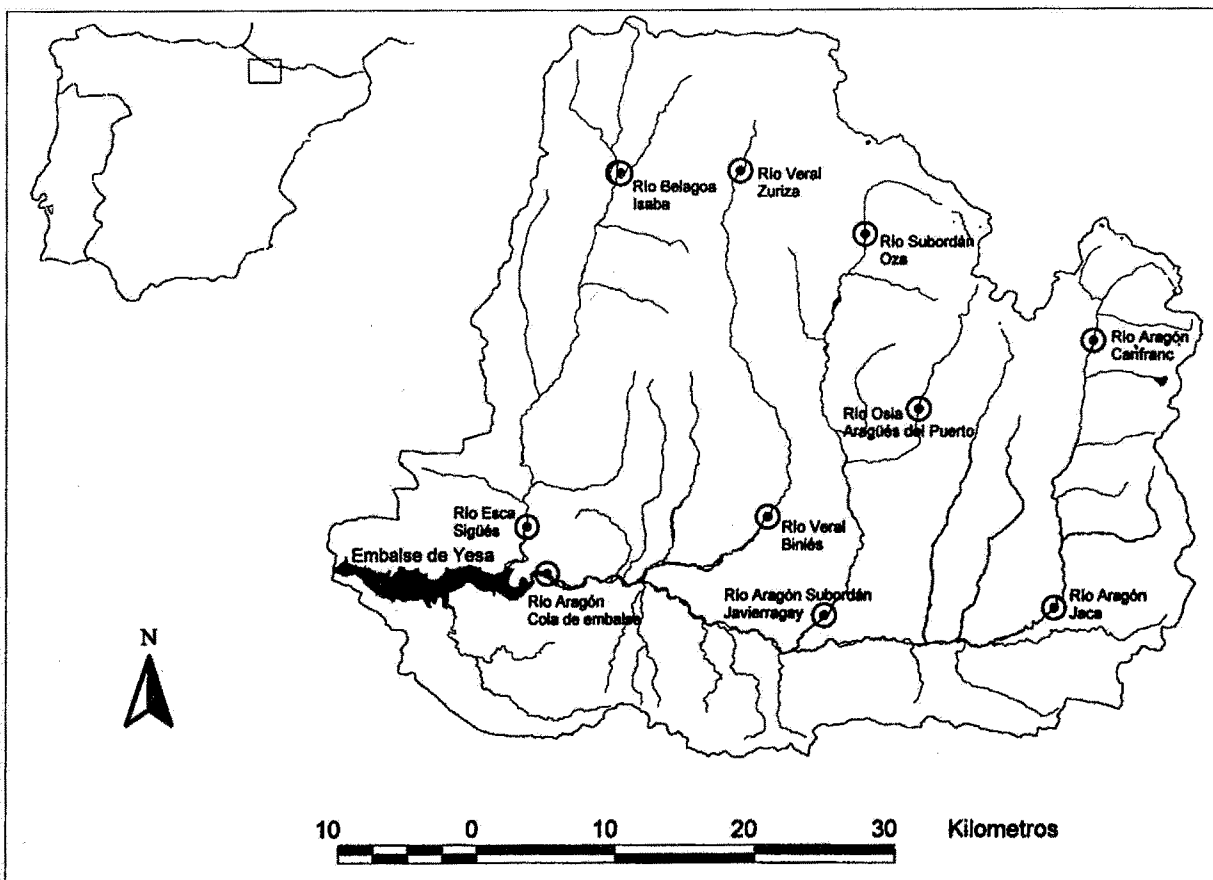 Río Belagoa
Isaba
Río Veral
Zuriza
Río Subordán
Oza
Río Aragón
Canfranc
Río Osia
Aragüés del Puerto
Río Esca
Sigüés
Río Veral
Biniés
Embalse de Yesa
Río Aragón
Cola de embalse
Río Aragón Subordán
Javierragay
Río Aragón
Jaca
N
10 0 10 20 30 Kilometros